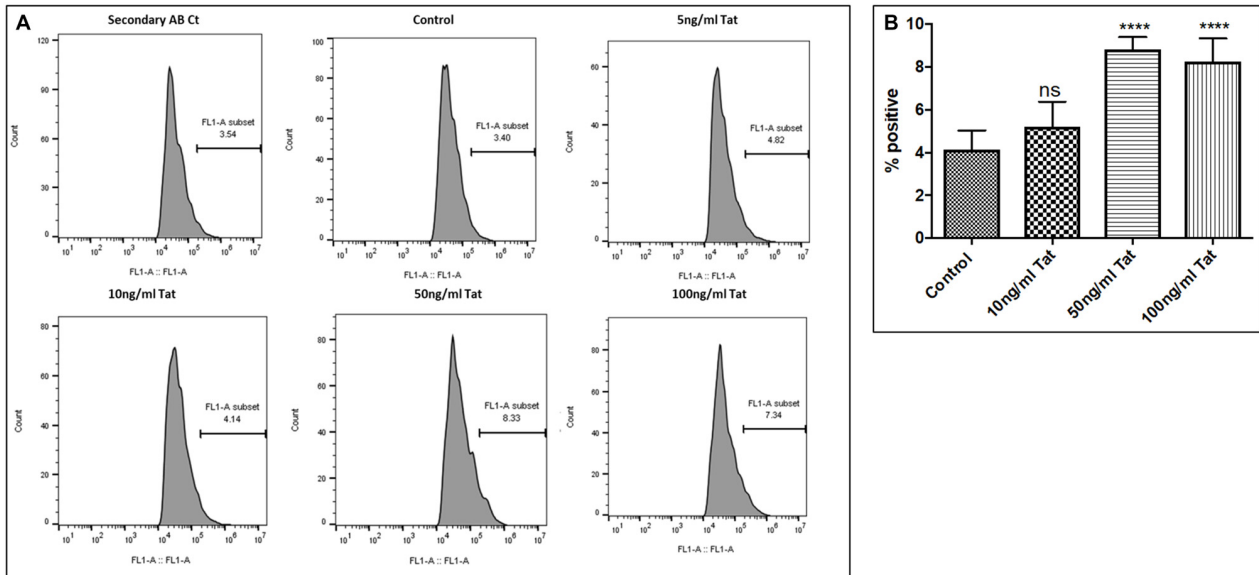 A
Secondary AB Ct
120
90
60
30
0
Count
FL1-A subset
3.54
10^1 10^2 10^3 10^4 10^5 10^6 10^7
FL1-A :: FL1-A
Control
100
80
60
40
20
0
Count
FL1-A subset
3.40
10^1 10^2 10^3 10^4 10^5 10^6 10^7
FL1-A :: FL1-A
5ng/ml Tat
60
40
20
0
Count
FL1-A subset
4.82
10^1 10^2 10^3 10^4 10^5 10^6 10^7
FL1-A :: FL1-A
10ng/ml Tat
80
60
40
20
0
Count
FL1-A subset
4.14
10^1 10^2 10^3 10^4 10^5 10^6 10^7
FL1-A :: FL1-A
50ng/ml Tat
80
60
40
20
0
Count
FL1-A subset
8.33
10^1 10^2 10^3 10^4 10^5 10^6 10^7
FL1-A :: FL1-A
100ng/ml Tat
80
60
40
20
0
Count
FL1-A subset
7.34
10^1 10^2 10^3 10^4 10^5 10^6 10^7
FL1-A :: FL1-A
B
% positive
10
8
6
4
2
0
ns
****
****
Control
10ng/ml Tat
50ng/ml Tat
100ng/ml Tat